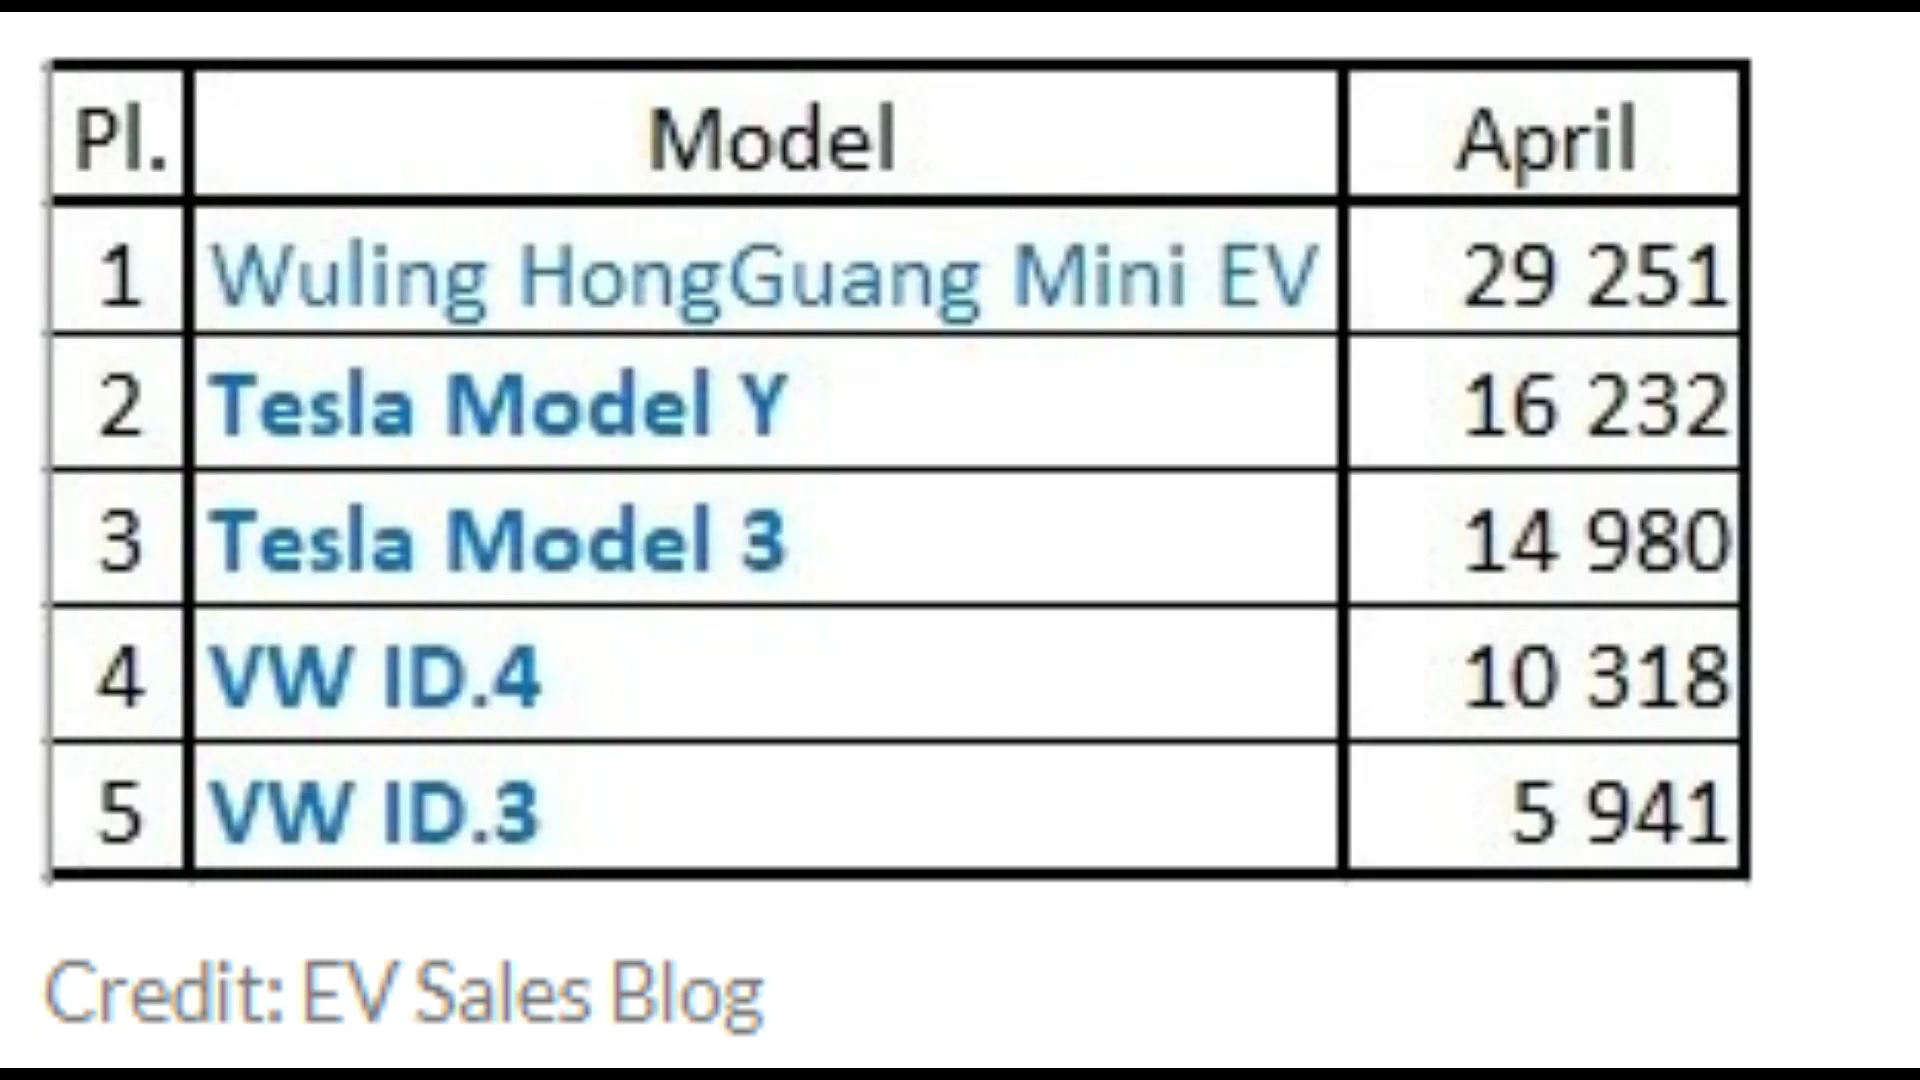 Pl. Model April
1 Wuling HongGuang Mini EV 29 251
2 Tesla Model Y 16 232
3 Tesla Model 3 14 980
4 VW ID.4 10 318
5 VW ID.3 5 941
Credit: EV Sales Blog